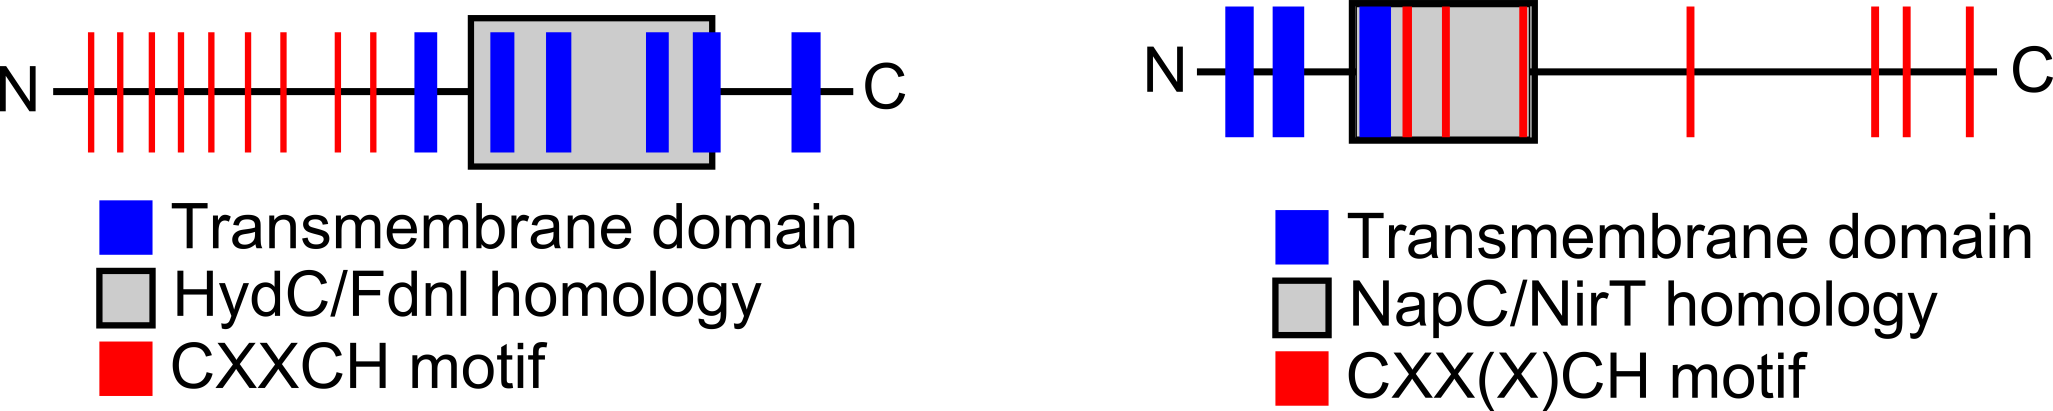 N
C
Transmembrane domain
HydC/FdnI homology
CXXCH motif
N
C
Transmembrane domain
NapC/NirT homology
CXX(X)CH motif